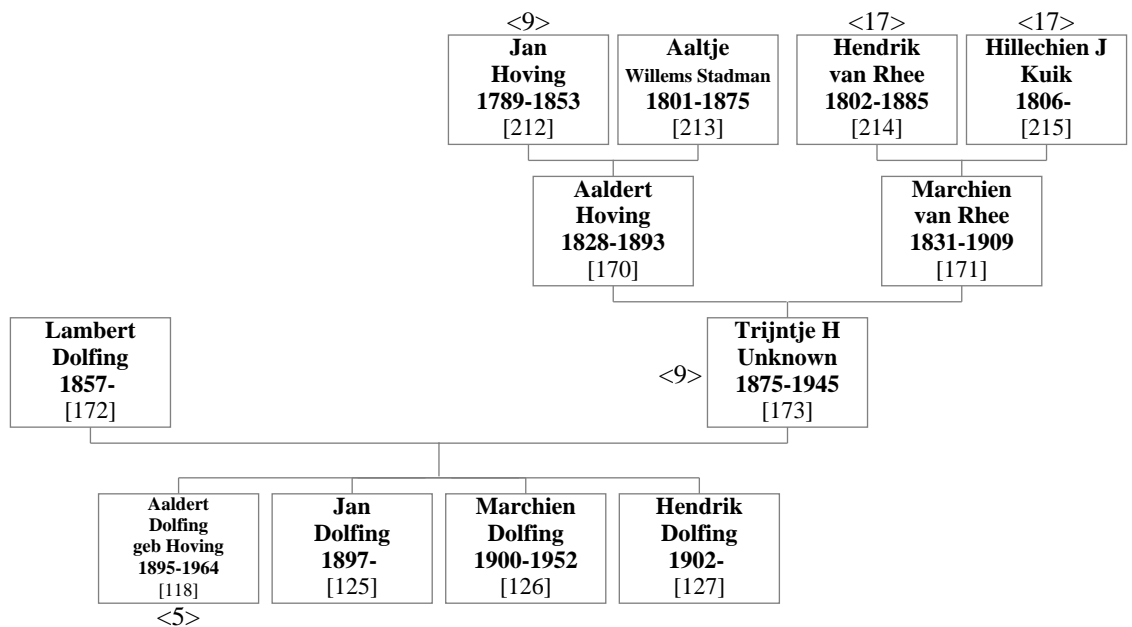 <9>
Jan
Hoving
1789-1853
[212]
Aaltje
Willems Stadman
1801-1875
[213]
<17>
Hendrik
van Rhee
1802-1885
[214]
<17>
Hillechien J
Kuik
1806-
[215]
Aaldert
Hoving
1828-1893
[170]
Marchien
van Rhee
1831-1909
[171]
Lambert
Dolfing
1857-
[172]
<9>
Trijntje H
Unknown
1875-1945
[173]
Aaldert
Dolfing
geb Hoving
1895-1964
[118]
<5>
Jan
Dolfing
1897-
[125]
Marchien
Dolfing
1900-1952
[126]
Hendrik
Dolfing
1902-
[127]